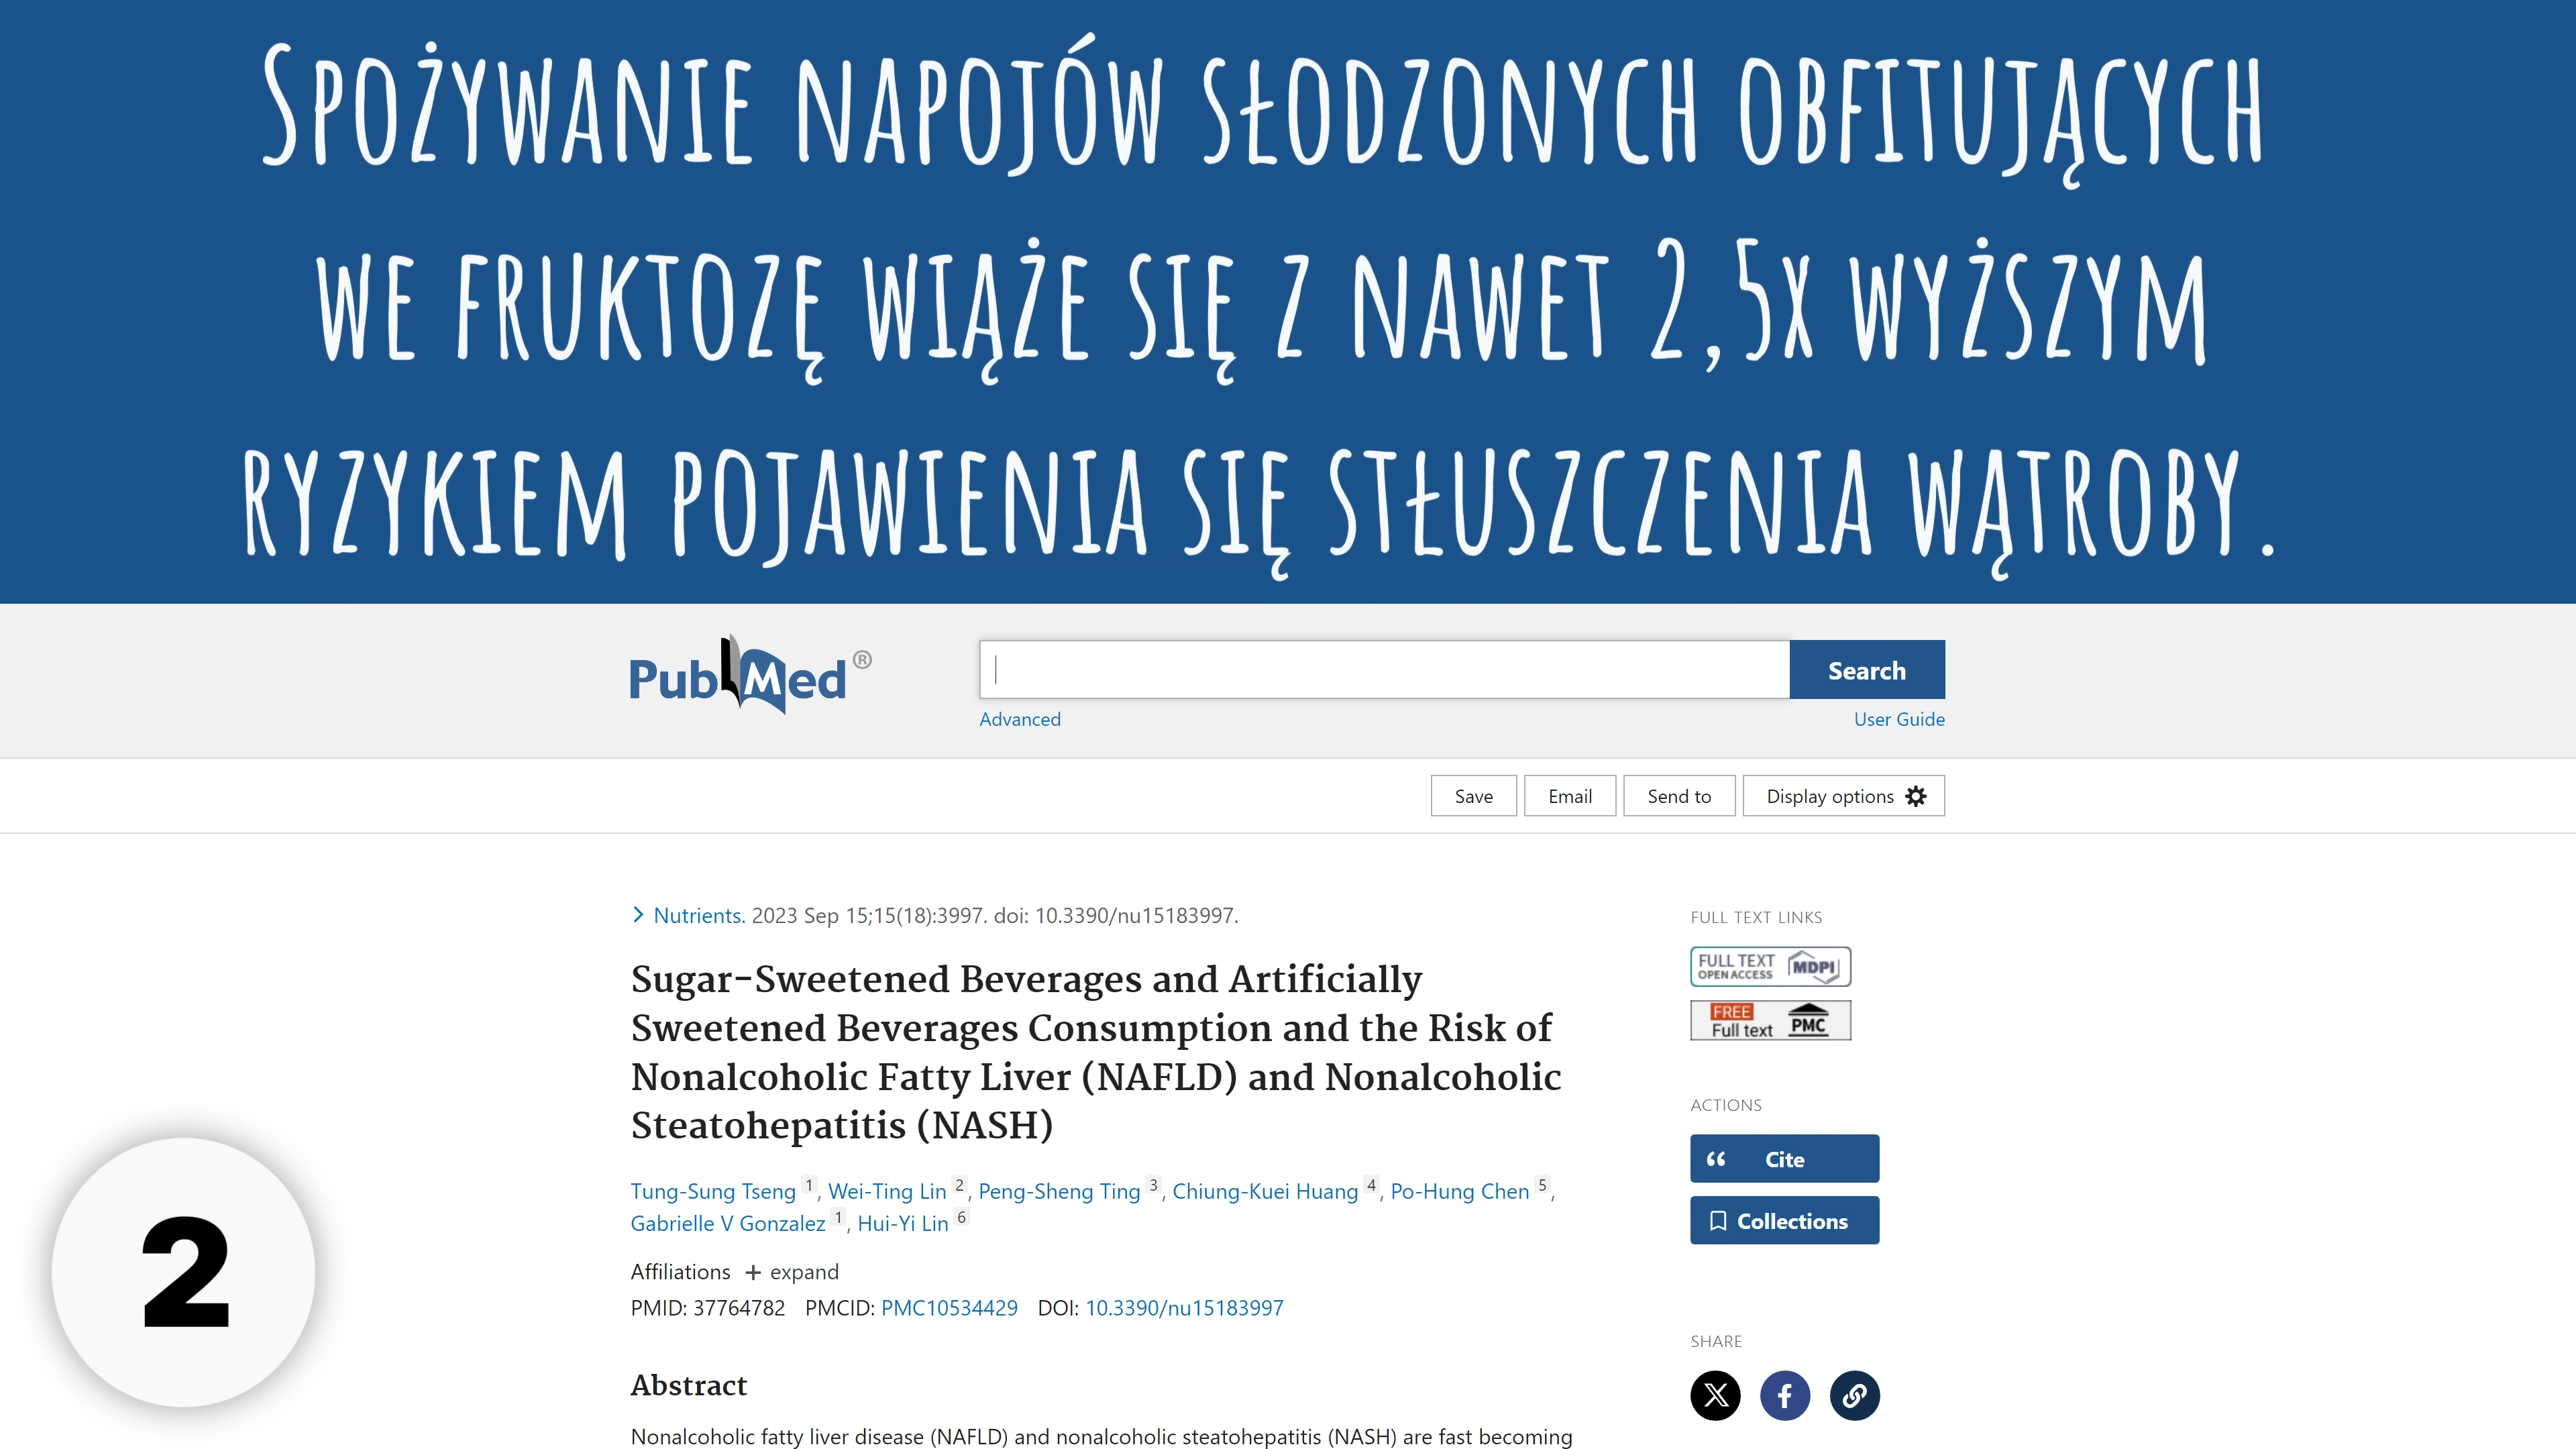 Spożywanie napojów słodzonych obfitujących
we fruktozę wiąże się z nawet 2,5x wyższym
ryzykiem pojawienia się stłuszczenia wątroby.
PubMed®
Search
Advanced
User Guide
Save
Email
Send to
Display options
Nutrients. 2023 Sep 15;15(18):3997. doi: 10.3390/nu15183997.
Sugar-Sweetened Beverages and Artificially
Sweetened Beverages Consumption and the Risk of
Nonalcoholic Fatty Liver (NAFLD) and Nonalcoholic
Steatohepatitis (NASH)
Tung-Sung Tseng 1, Wei-Ting Lin 2, Peng-Sheng Ting 3, Chiung-Kuei Huang 4, Po-Hung Chen 5,
Gabrielle V Gonzalez 1, Hui-Yi Lin 6
Affiliations + expand
PMID: 37764782 PMCID: PMC10534429 DOI: 10.3390/nu15183997
Abstract
Nonalcoholic fatty liver disease (NAFLD) and nonalcoholic steatohepatitis (NASH) are fast becoming
FULL TEXT LINKS
FULL TEXT
OPEN ACCESS
MDPI
FREE
Full text
PMC
ACTIONS
Cite
Collections
SHARE
2